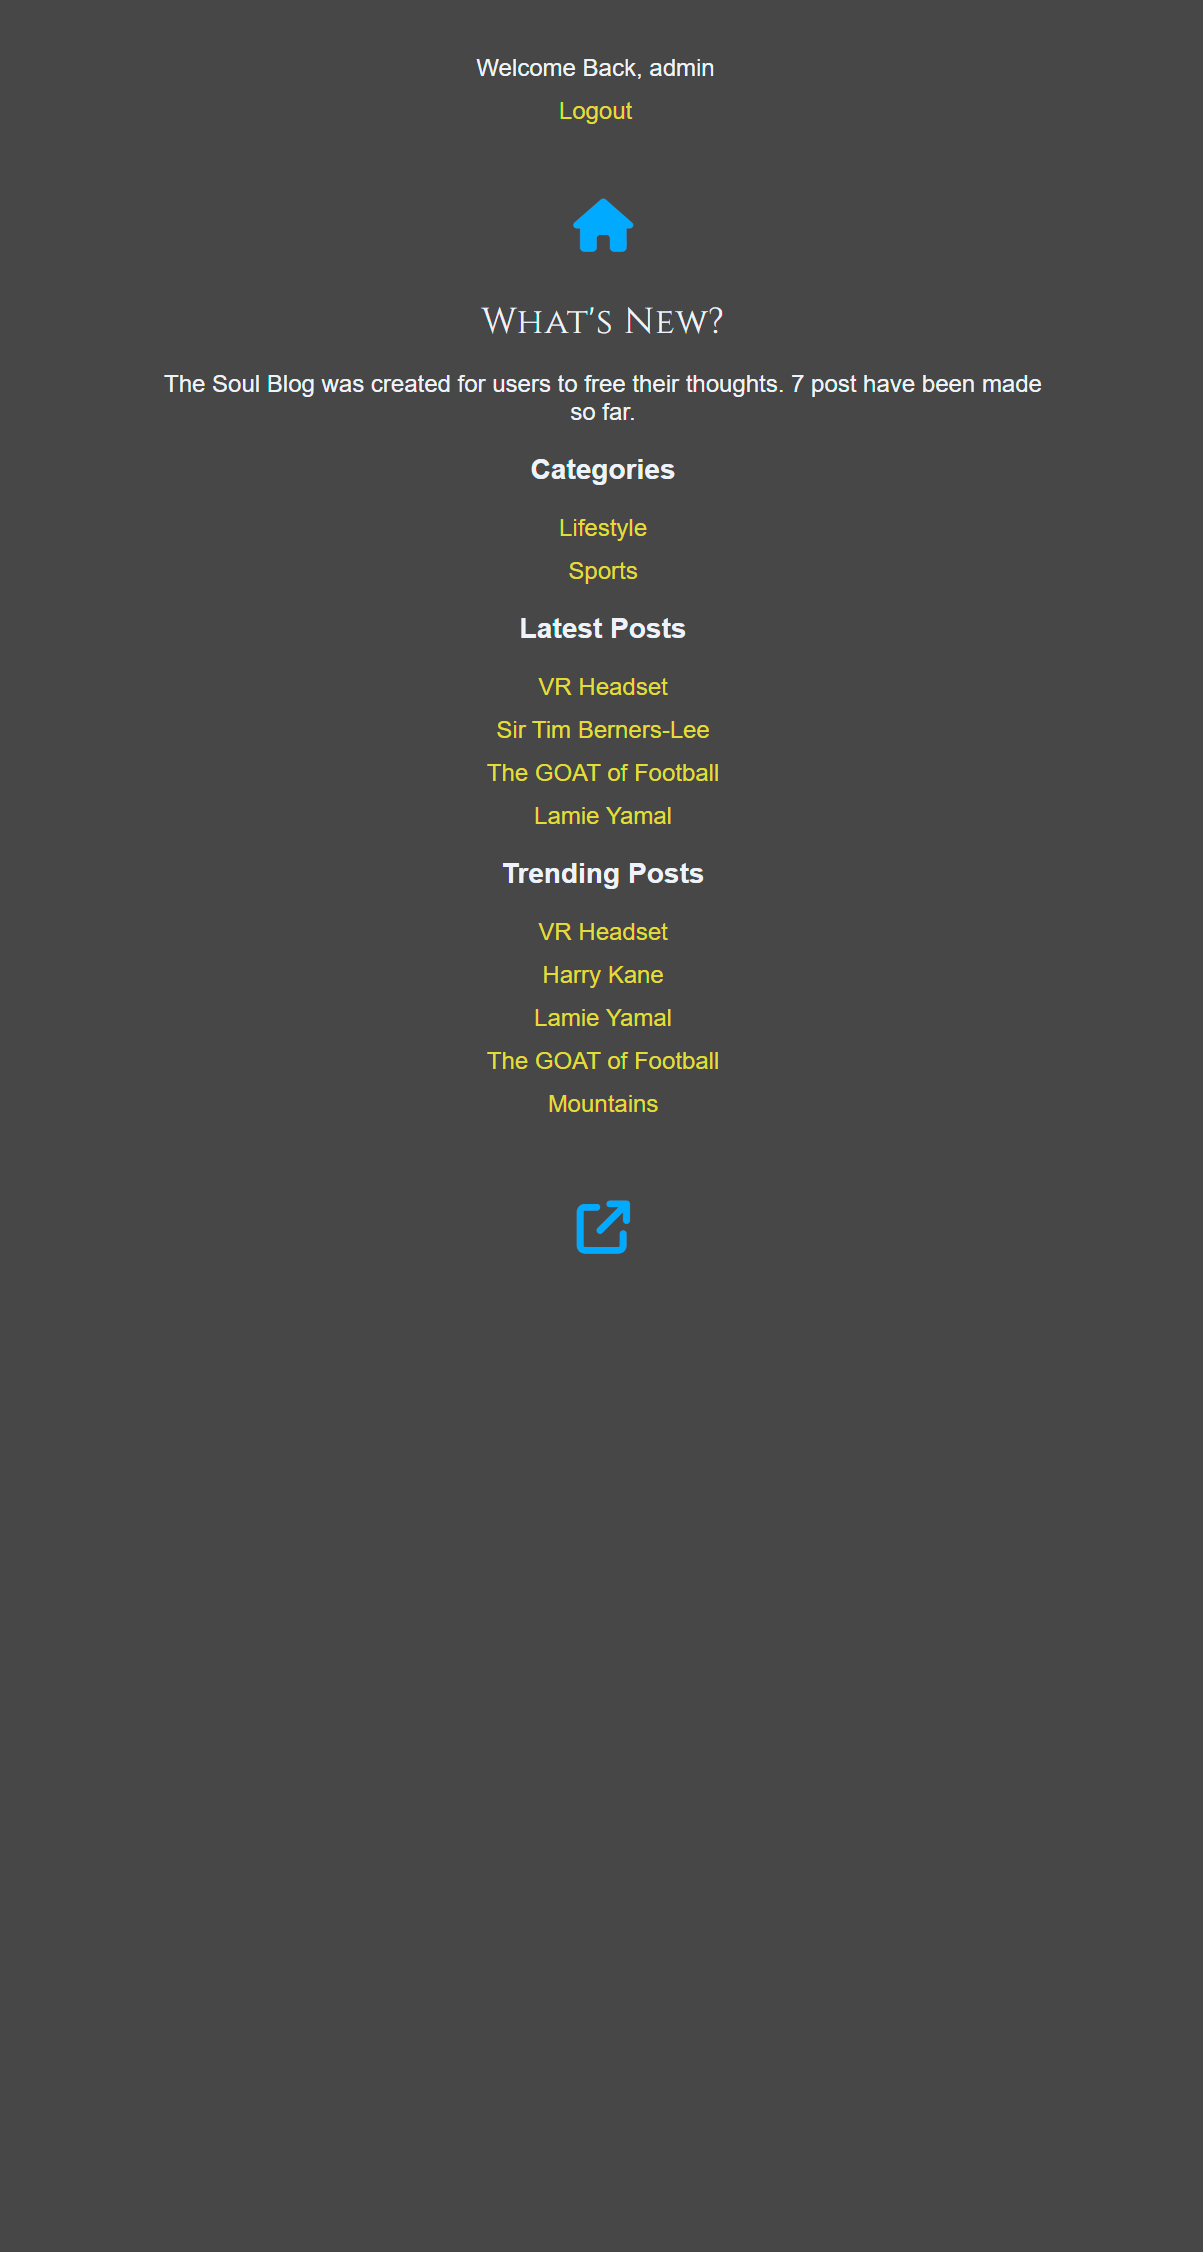 Welcome Back, admin
Logout
What's New?
The Soul Blog was created for users to free their thoughts. 7 post have been made
so far.
Categories
Lifestyle
Sports
Latest Posts
VR Headset
Sir Tim Berners-Lee
The GOAT of Football
Lamie Yamal
Trending Posts
VR Headset
Harry Kane
Lamie Yamal
The GOAT of Football
Mountains